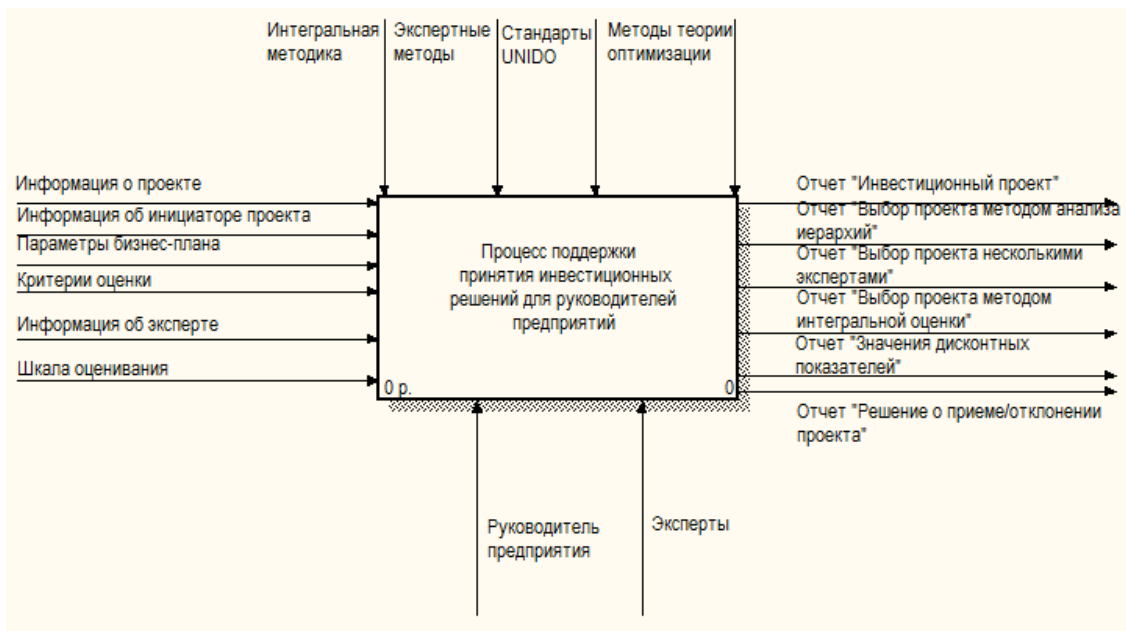 Интегральная
методика
Экспертные
методы
Стандарты
UNIDO
Методы теории
оптимизации
Информация о проекте
Информация об инициаторе проекта
Параметры бизнес-плана
Критерии оценки
Информация об эксперте
Шкала оценивания
Процесс поддержки
принятия инвестиционных
решений для руководителей
предприятий
0 р.
0
Отчет "Инвестиционный проект"
Отчет "Выбор проекта методом анализа
иерархий"
Отчет "Выбор проекта несколькими
экспертами"
Отчет "Выбор проекта методом
интегральной оценки"
Отчет "Значения дисконтных
показателей"
Отчет "Решение о приеме/отклонении
проекта"
Руководитель
предприятия
Эксперты